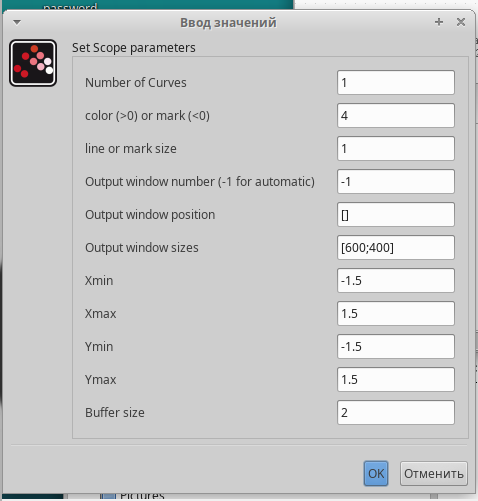 password
Ввод значений
Set Scope parameters
Number of Curves 1
color (>0) or mark (<0) 4
line or mark size 1
Output window number (-1 for automatic) -1
Output window position []
Output window sizes [600;400]
Xmin -1.5
Xmax 1.5
Ymin -1.5
Ymax 1.5
Buffer size 2
OK Отменить
Pictures